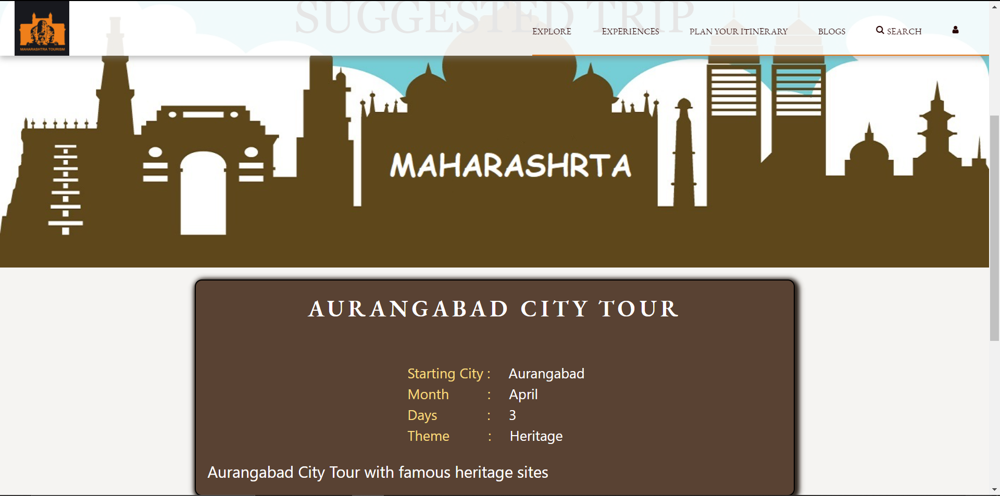 SUGGESTED TRIP
MAHARASHTRA TOURISM
EXPLORE EXPERIENCES PLAN YOUR ITINERARY BLOGS SEARCH
MAHARASHRTA
AURANGABAD CITY TOUR
Starting City : Aurangabad
Month : April
Days : 3
Theme : Heritage
Aurangabad City Tour with famous heritage sites